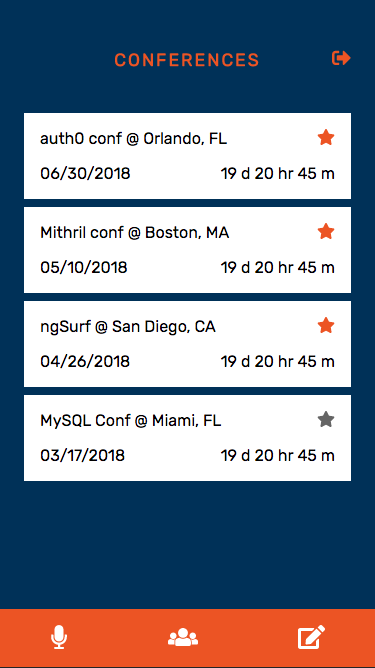 CONFERENCES
auth0 conf @ Orlando, FL
06/30/2018 19 d 20 hr 45 m
Mithril conf @ Boston, MA
05/10/2018 19 d 20 hr 45 m
ngSurf @ San Diego, CA
04/26/2018 19 d 20 hr 45 m
MySQL Conf @ Miami, FL
03/17/2018 19 d 20 hr 45 m